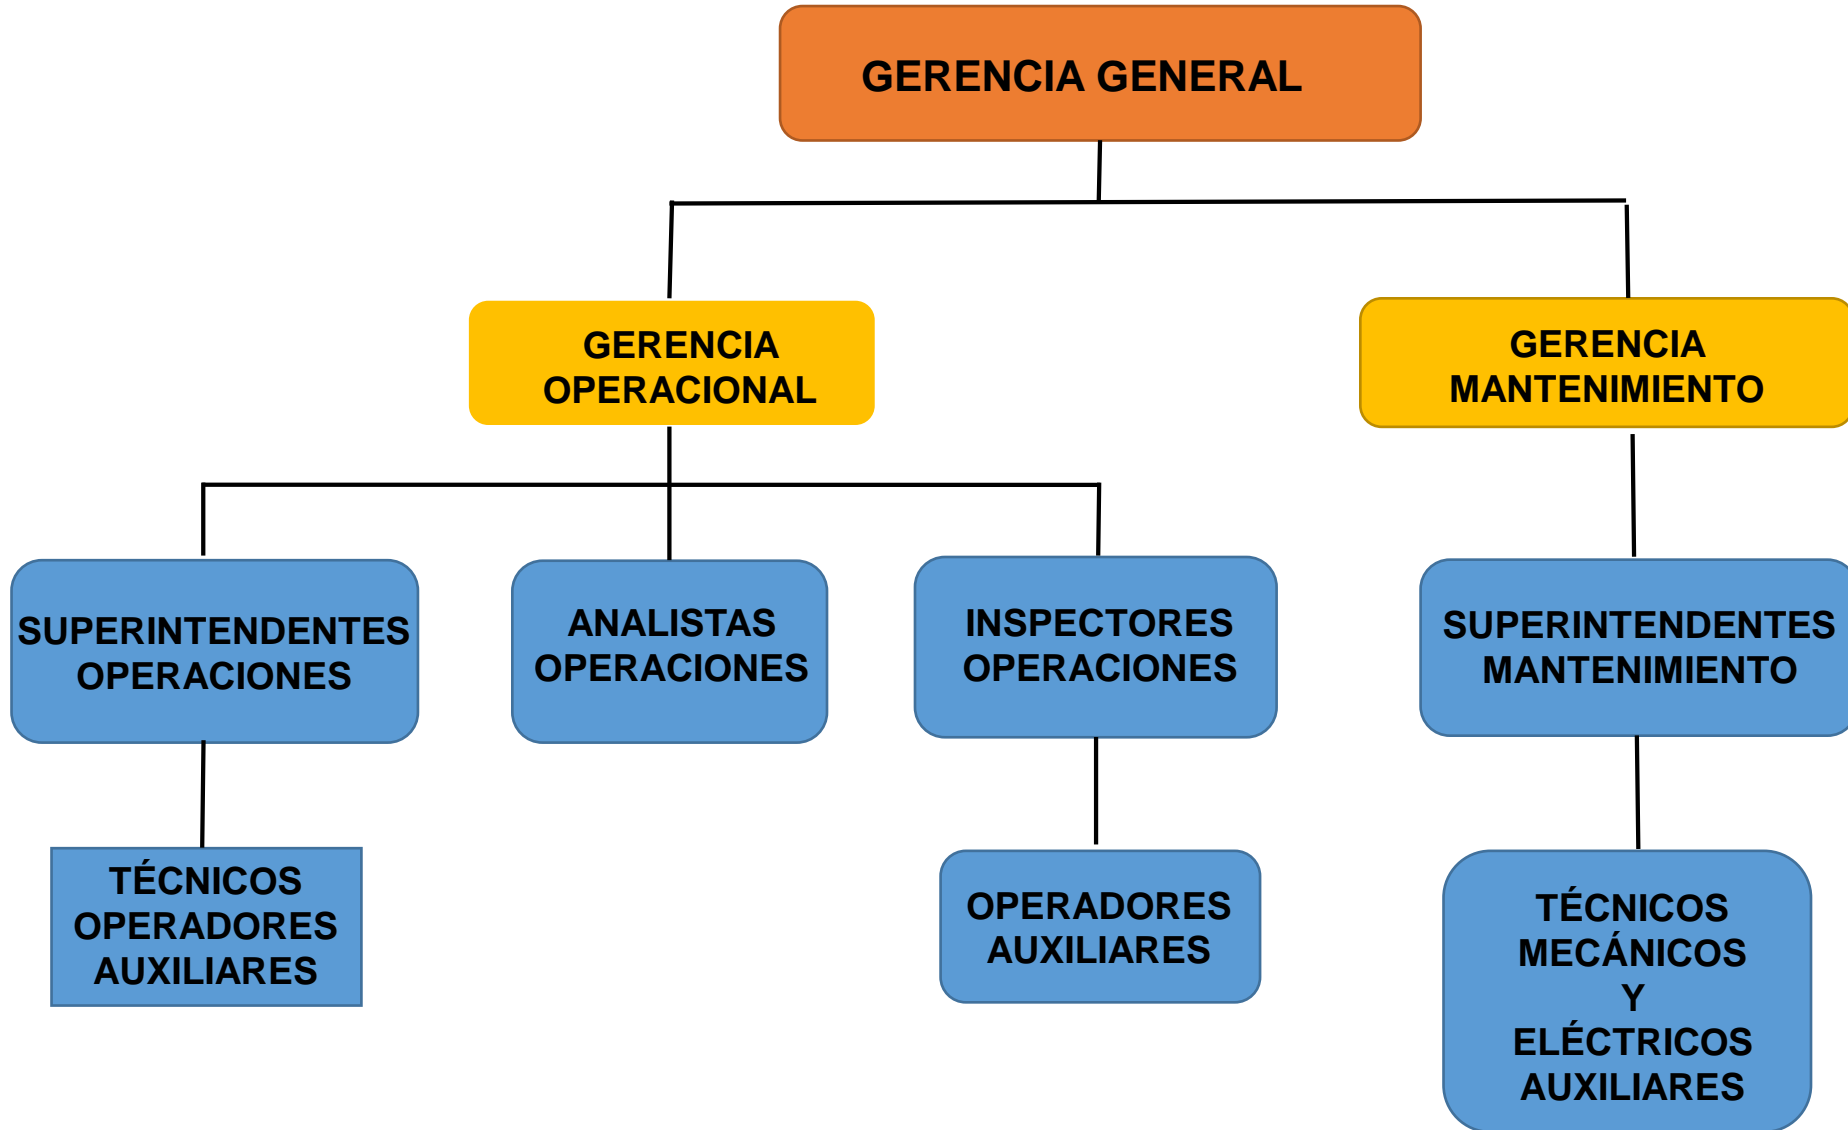 GERENCIA GENERAL
GERENCIA
OPERACIONAL
GERENCIA
MANTENIMIENTO
SUPERINTENDENTES
OPERACIONES
ANALISTAS
OPERACIONES
INSPECTORES
OPERACIONES
SUPERINTENDENTES
MANTENIMIENTO
TÉCNICOS
OPERADORES
AUXILIARES
OPERADORES
AUXILIARES
TÉCNICOS
MECÁNICOS
Y
ELÉCTRICOS
AUXILIARES